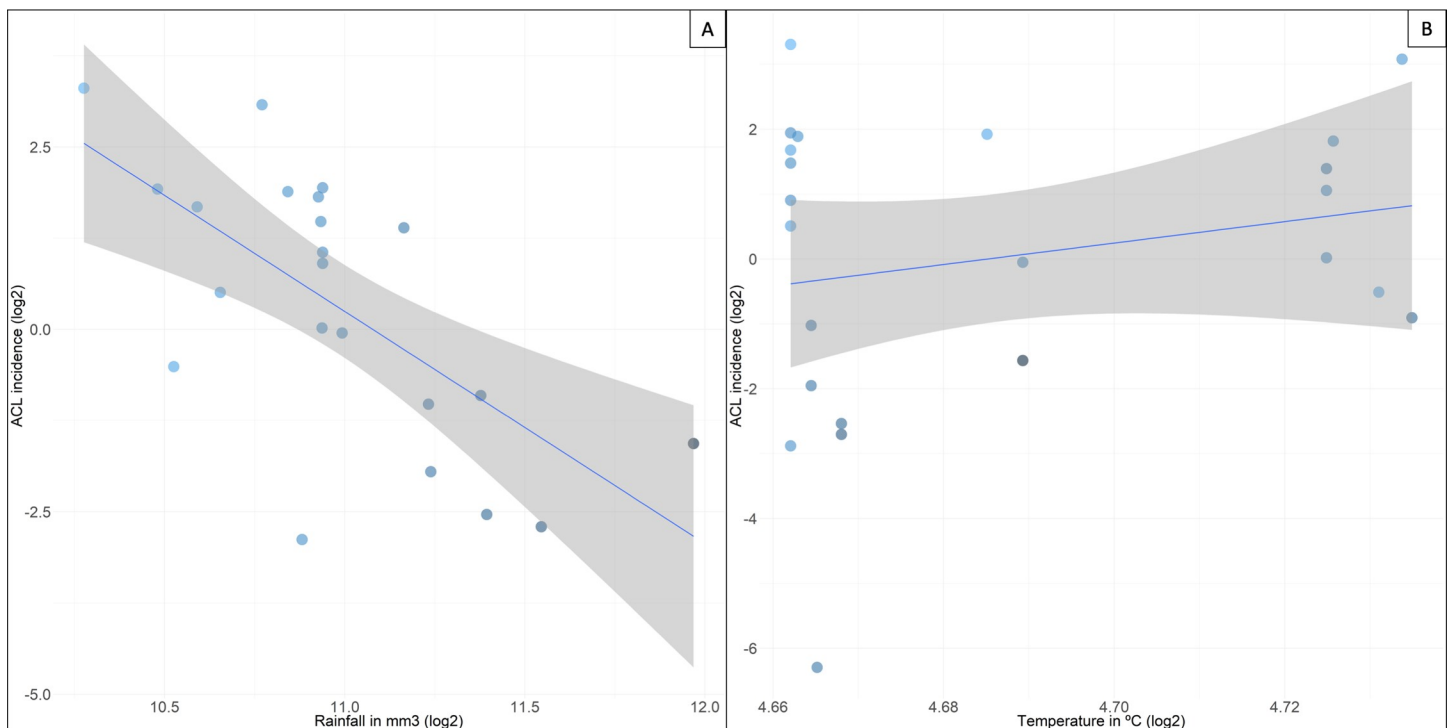 A
ACL incidence (log2)
2.5
0.0
-2.5
-5.0
10.5
11.0
11.5
12.0
Rainfall in mm3 (log2)
B
ACL incidence (log2)
2
0
-2
-4
-6
4.66
4.68
4.70
4.72
Temperature in ºC (log2)